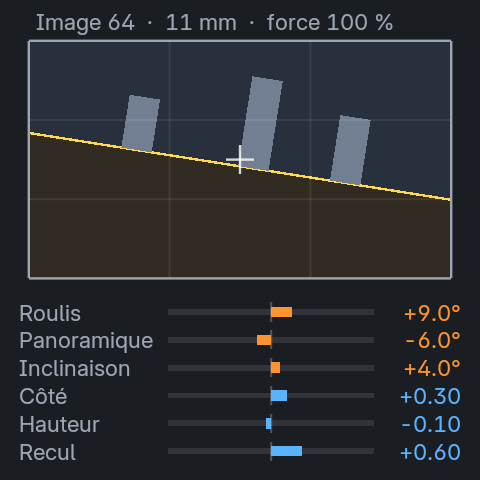 Image 64 · 11 mm · force 100 %
Roulis +9.0°
Panoramique -6.0°
Inclinaison +4.0°
Côté +0.30
Hauteur -0.10
Recul +0.60